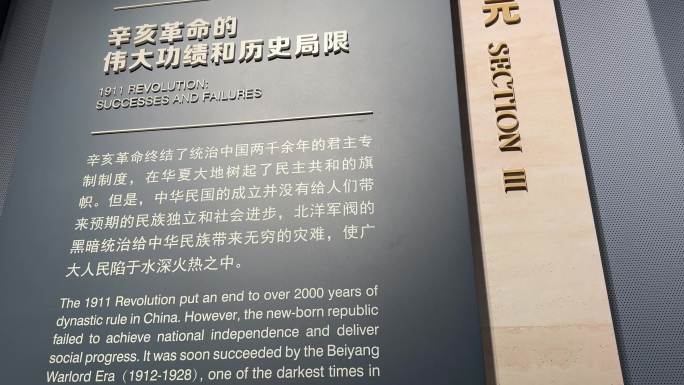 辛亥革命的
伟大功绩和历史局限
1911 REVOLUTION:
SUCCESSES AND FAILURES
辛亥革命终结了统治中国两千余年的君主专
制制度，在华夏大地树起了民主共和的旗
帜。但是，中华民国的成立并没有给人们带
来预期的民族独立和社会进步，北洋军阀的
黑暗统治给中华民族带来无穷的灾难，使广
大人民陷于水深火热之中。
The 1911 Revolution put an end to over 2000 years of
dynastic rule in China. However, the new-born republic
failed to achieve national independence and deliver
social progress. It was soon succeeded by the Beiyang
Warlord Era (1912-1928), one of the darkest times in
元
SECTION III